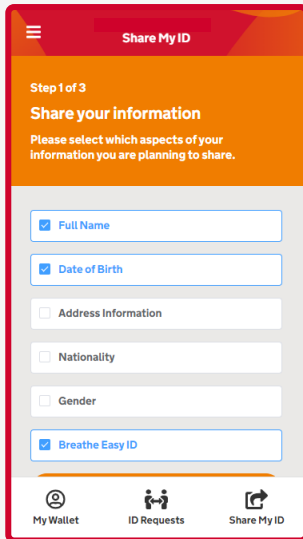 Share My ID
Step 1 of 3
Share your information
Please select which aspects of your
information you are planning to share.
Full Name
Date of Birth
Address Information
Nationality
Gender
Breathe Easy ID
My Wallet
ID Requests
Share My ID